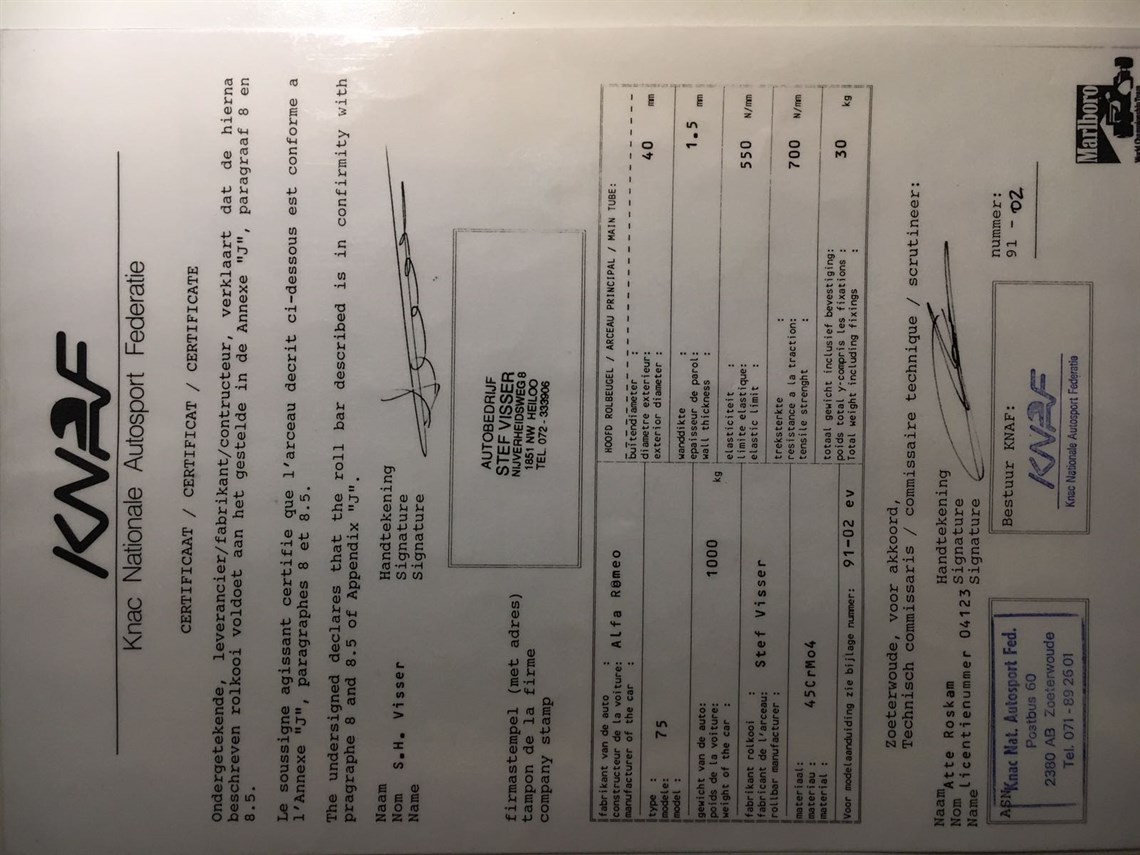 KNAF
Knac Nationale Autosport Federatie
CERTIFICAAT / CERTIFICAT / CERTIFICATE
Ondergetekende, leverancier/fabrikant/contructeur, verklaart dat de hierna
beschreven rolkooi voldoet aan het gestelde in de Annexe "J", paragraaf 8 en
8.5.
Le soussigne agissant certifie que l'arceau decrit ci-dessous est conforme a
l'Annexe "J", paragraphes 8 et 8.5.
The undersigned declares that the roll bar described is in confirmity with
pragraphe 8 and 8.5 of Appendix "J".
Naam
Nom S.H. Visser
Name
Handtekening
Signature
Signature
firmastempel (met adres)
tampon de la firme
company stamp
AUTOBEDRIJF
STEF VISSER
NIJVERHEIDSWEG 8
1851 NW HEILOO
TEL. 072 - 333906
fabrikant van de auto :
constructeur de la voiture: Alfa Romeo
manufacturer of the car :
type :
modele: 75
model :
gewicht van de auto:
poids de la voiture: 1000 kg
weight of the car :
fabrikant rolkooi :
fabricant de l'arceau: Stef Visser
rollbar manufacturer :
materiaal:
materiau : 45CrMo4
material :
Voor modelaanduiding zie bijlage numer: 91-02 ev
HOOFD ROLBEUGEL / ARCEAU PRINCIPAL / MAIN TUBE:
buitendiameter :
diametre exterieur: 40 mm
exterior diameter :
wanddikte :
epaisseur de parol: 1.5 mm
wall thickness :
elasticiteit :
limite elastique: 550 N/mm
elastic limit :
treksterkte :
resistance a la traction: 700 N/mm
tensile strenght :
totaal gewicht inclusief bevestiging:
poids total y-compris les fixations : 30 kg
Total weight including fixings :
Zoeterwoude, voor akkoord,
Technisch commissaris / commissaire technique / scrutineer:
Naam
Nom Atte Roskam
Name licentienummer 04123
Handtekening
Signature
Signature
ASN
Knac Nat. Autosport Fed.
Postbus 60
2380 AB Zoeterwoude
Tel. 071 - 89 26 01
Bestuur KNAF:
KNAF
Knac Nationale Autosport Federatie
nummer:
91 - 02
Marlboro